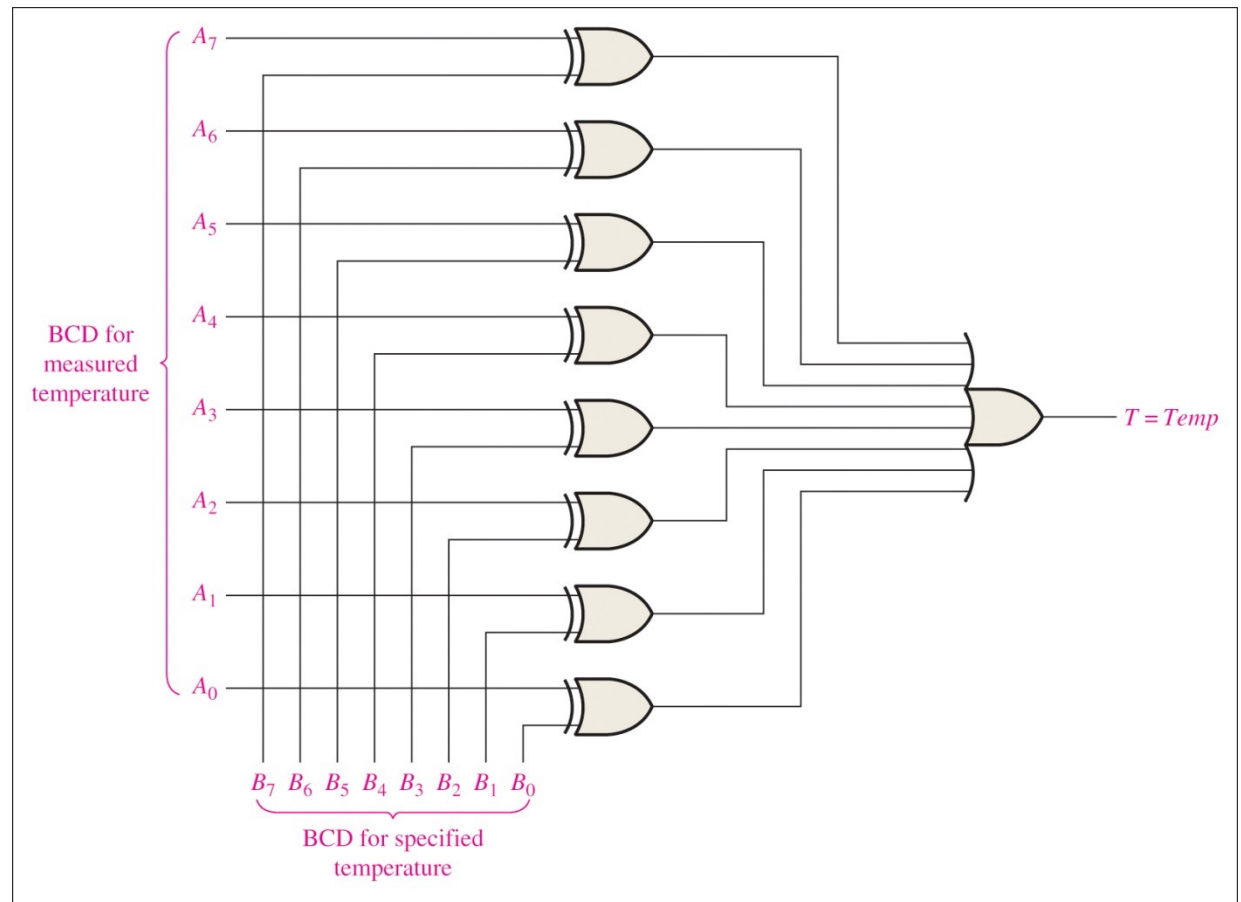 A₇
A₆
A₅
A₄
BCD for
measured
temperature
A₃
A₂
A₁
A₀
T = Temp
B₇ B₆ B₅ B₄ B₃ B₂ B₁ B₀
BCD for specified
temperature